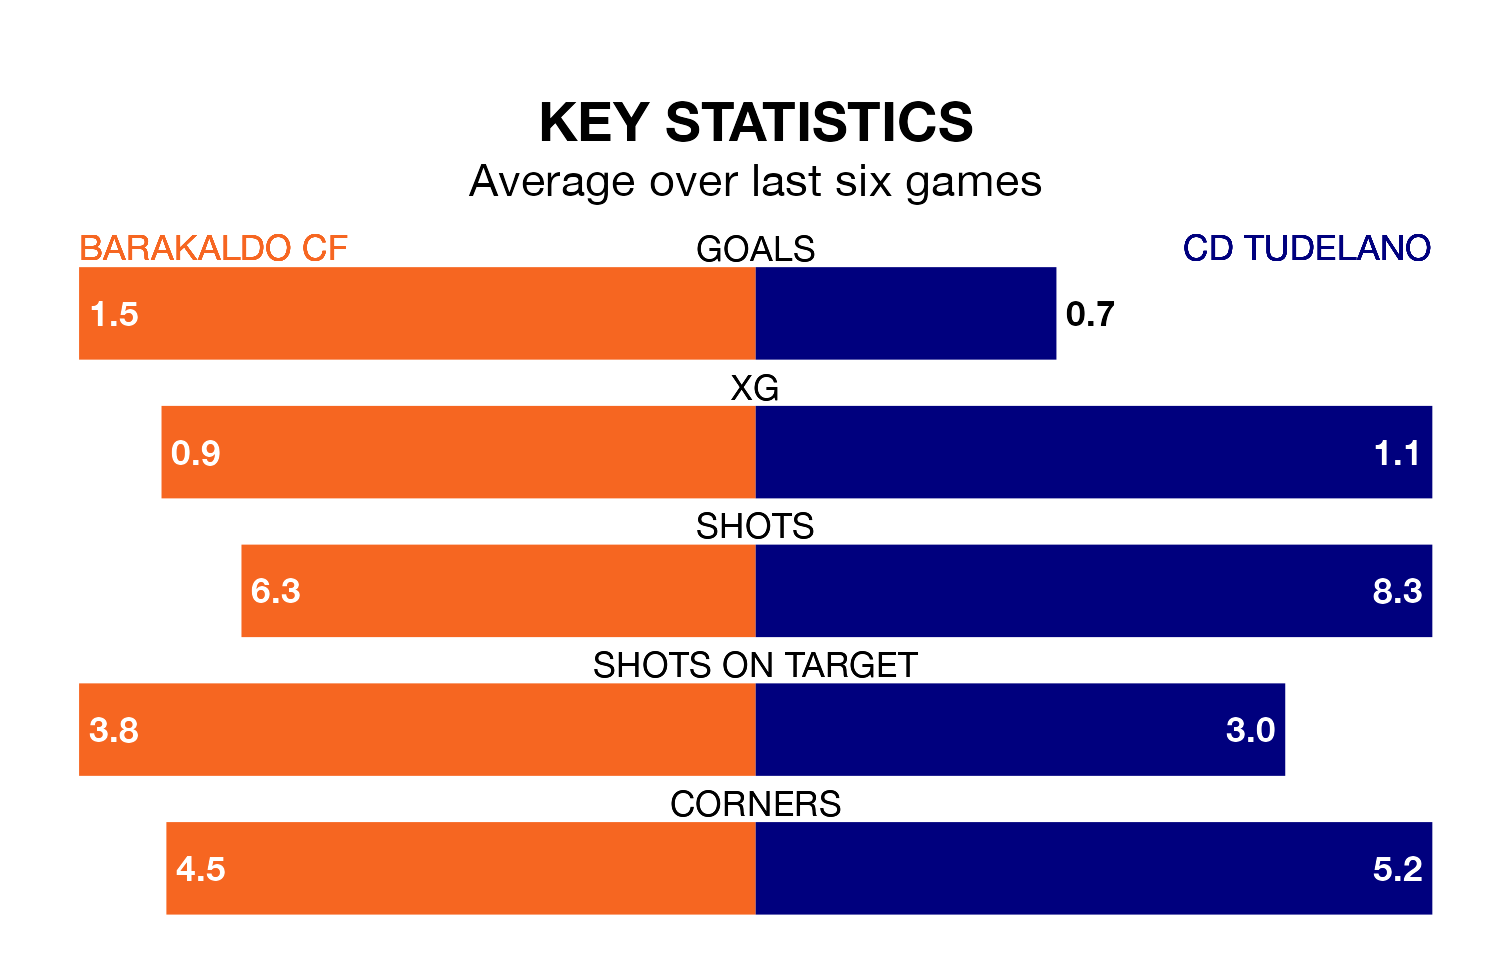 KEY STATISTICS
Average over last six games
BARAKALDO CF GOALS CD TUDELANO
1.5 0.7
XG
0.9 1.1
SHOTS
6.3 8.3
SHOTS ON TARGET
3.8 3.0
CORNERS
4.5 5.2